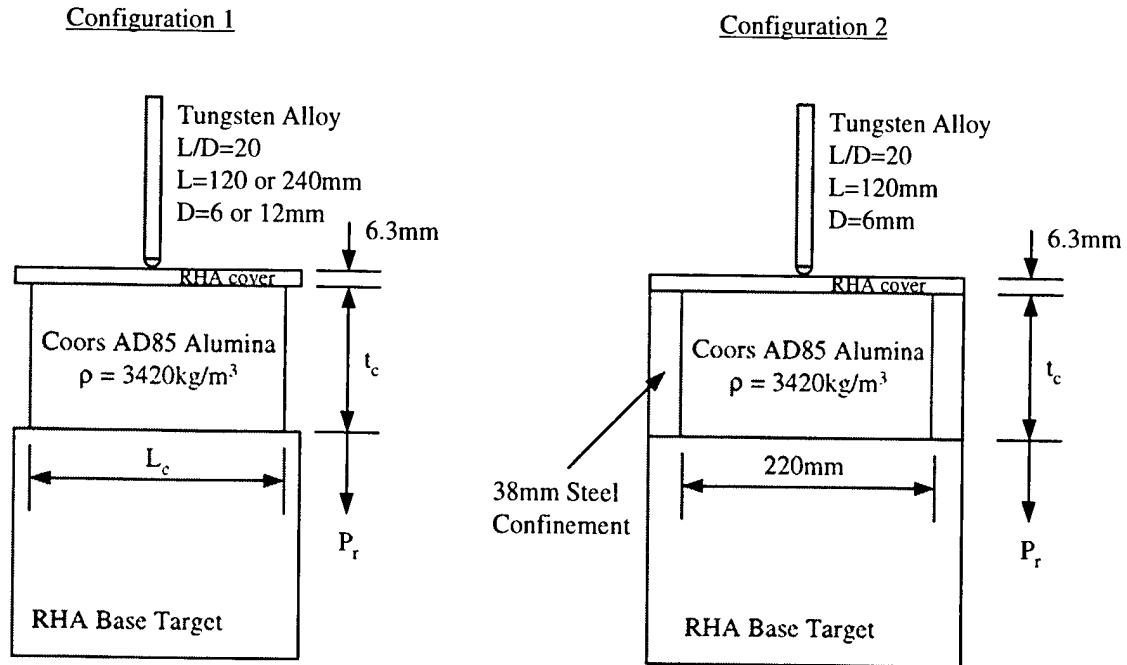 Configuration 1
Tungsten Alloy
L/D=20
L=120 or 240mm
D=6 or 12mm
6.3mm
RHA cover
Coors AD85 Alumina
ρ = 3420kg/m³
t_c
L_c
P_r
RHA Base Target
Configuration 2
Tungsten Alloy
L/D=20
L=120mm
D=6mm
6.3mm
RHA cover
Coors AD85 Alumina
ρ = 3420kg/m³
t_c
220mm
38mm Steel
Confinement
P_r
RHA Base Target